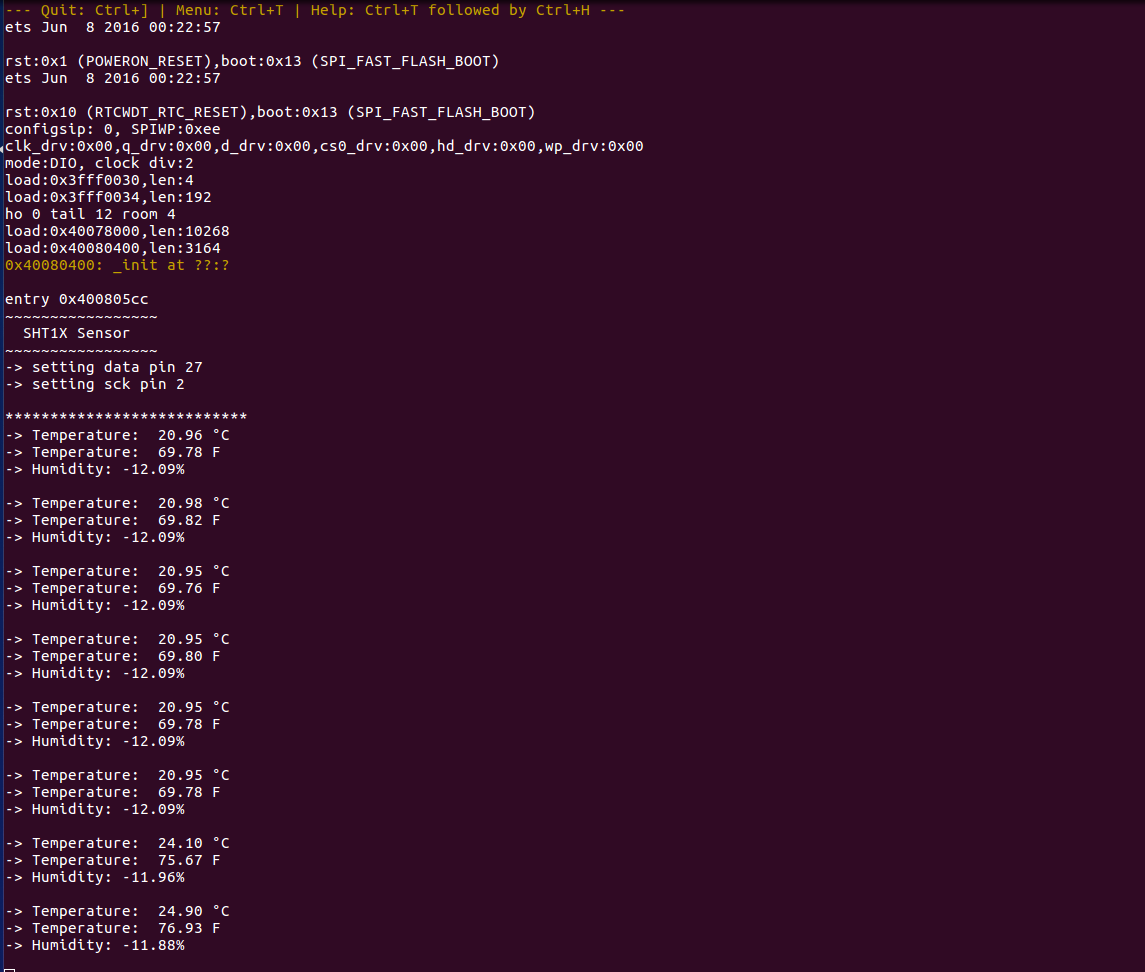 --- Quit: Ctrl+] | Menu: Ctrl+T | Help: Ctrl+T followed by Ctrl+H ---
ets Jun  8 2016 00:22:57

rst:0x1 (POWERON_RESET),boot:0x13 (SPI_FAST_FLASH_BOOT)
ets Jun  8 2016 00:22:57

rst:0x10 (RTCWDT_RTC_RESET),boot:0x13 (SPI_FAST_FLASH_BOOT)
configsip: 0, SPIWP:0xee
clk_drv:0x00,q_drv:0x00,d_drv:0x00,cs0_drv:0x00,hd_drv:0x00,wp_drv:0x00
mode:DIO, clock div:2
load:0x3fff0030,len:4
load:0x3fff0034,len:192
ho 0 tail 12 room 4
load:0x40078000,len:10268
load:0x40080400,len:3164
0x40080400: _init at ??:?

entry 0x400805cc
~~~~~~~~~~~~~~~~~
  SHT1X Sensor
~~~~~~~~~~~~~~~~~
-> setting data pin 27
-> setting sck pin 2

***************************
-> Temperature:  20.96 °C
-> Temperature:  69.78 F
-> Humidity: -12.09%

-> Temperature:  20.98 °C
-> Temperature:  69.82 F
-> Humidity: -12.09%

-> Temperature:  20.95 °C
-> Temperature:  69.76 F
-> Humidity: -12.09%

-> Temperature:  20.95 °C
-> Temperature:  69.80 F
-> Humidity: -12.09%

-> Temperature:  20.95 °C
-> Temperature:  69.78 F
-> Humidity: -12.09%

-> Temperature:  20.95 °C
-> Temperature:  69.78 F
-> Humidity: -12.09%

-> Temperature:  24.10 °C
-> Temperature:  75.67 F
-> Humidity: -11.96%

-> Temperature:  24.90 °C
-> Temperature:  76.93 F
-> Humidity: -11.88%